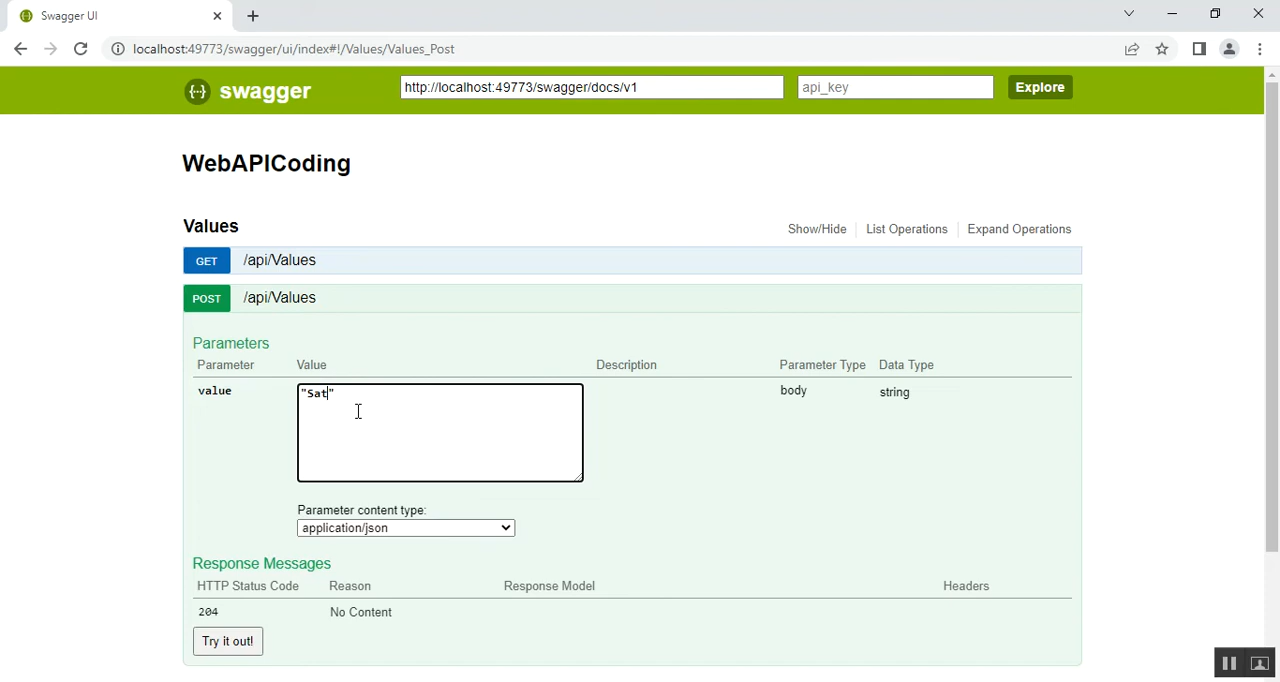 Swagger UI
localhost:49773/swagger/ui/index#!/Values/Values_Post
{··} swagger
http://localhost:49773/swagger/docs/v1
api_key
Explore
WebAPICoding
Values
Show/Hide
List Operations
Expand Operations
GET /api/Values
POST /api/Values
Parameters
Parameter Value Description Parameter Type Data Type
value "Sat" body string
Parameter content type:
application/json
Response Messages
HTTP Status Code Reason Response Model Headers
204 No Content
Try it out!